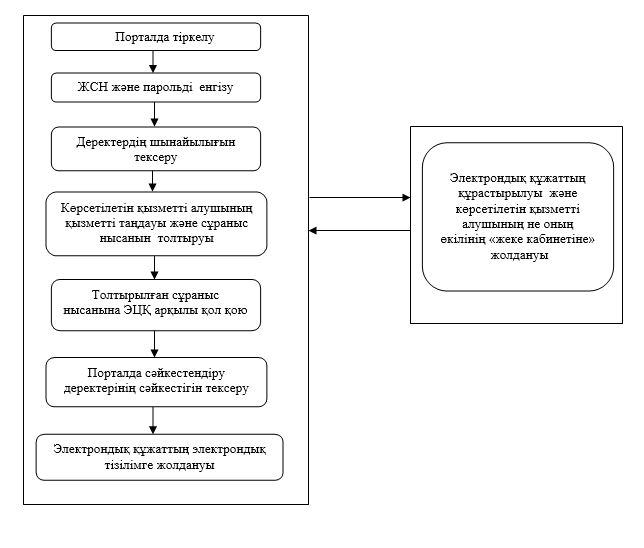 Порталда тіркелу
ЖСН және парольді енгізу
Деректердің шынайылығын
тексеру
Көрсетілетін қызметті алушының
қызметті таңдауы және сұраныс
нысанын толтыруы
Толтырылған сұраныс
нысанына ЭЦҚ арқылы қол қою
Порталда сәйкестендіру
деректерінің сәйкестігін тексеру
Электрондық құжаттың электрондық
тізілімге жолдануы
Электрондық құжаттың
құрастырылуы және
көрсетілетін қызметті
алушының не оның
өкілінің «жеке кабинетіне»
жолдануы